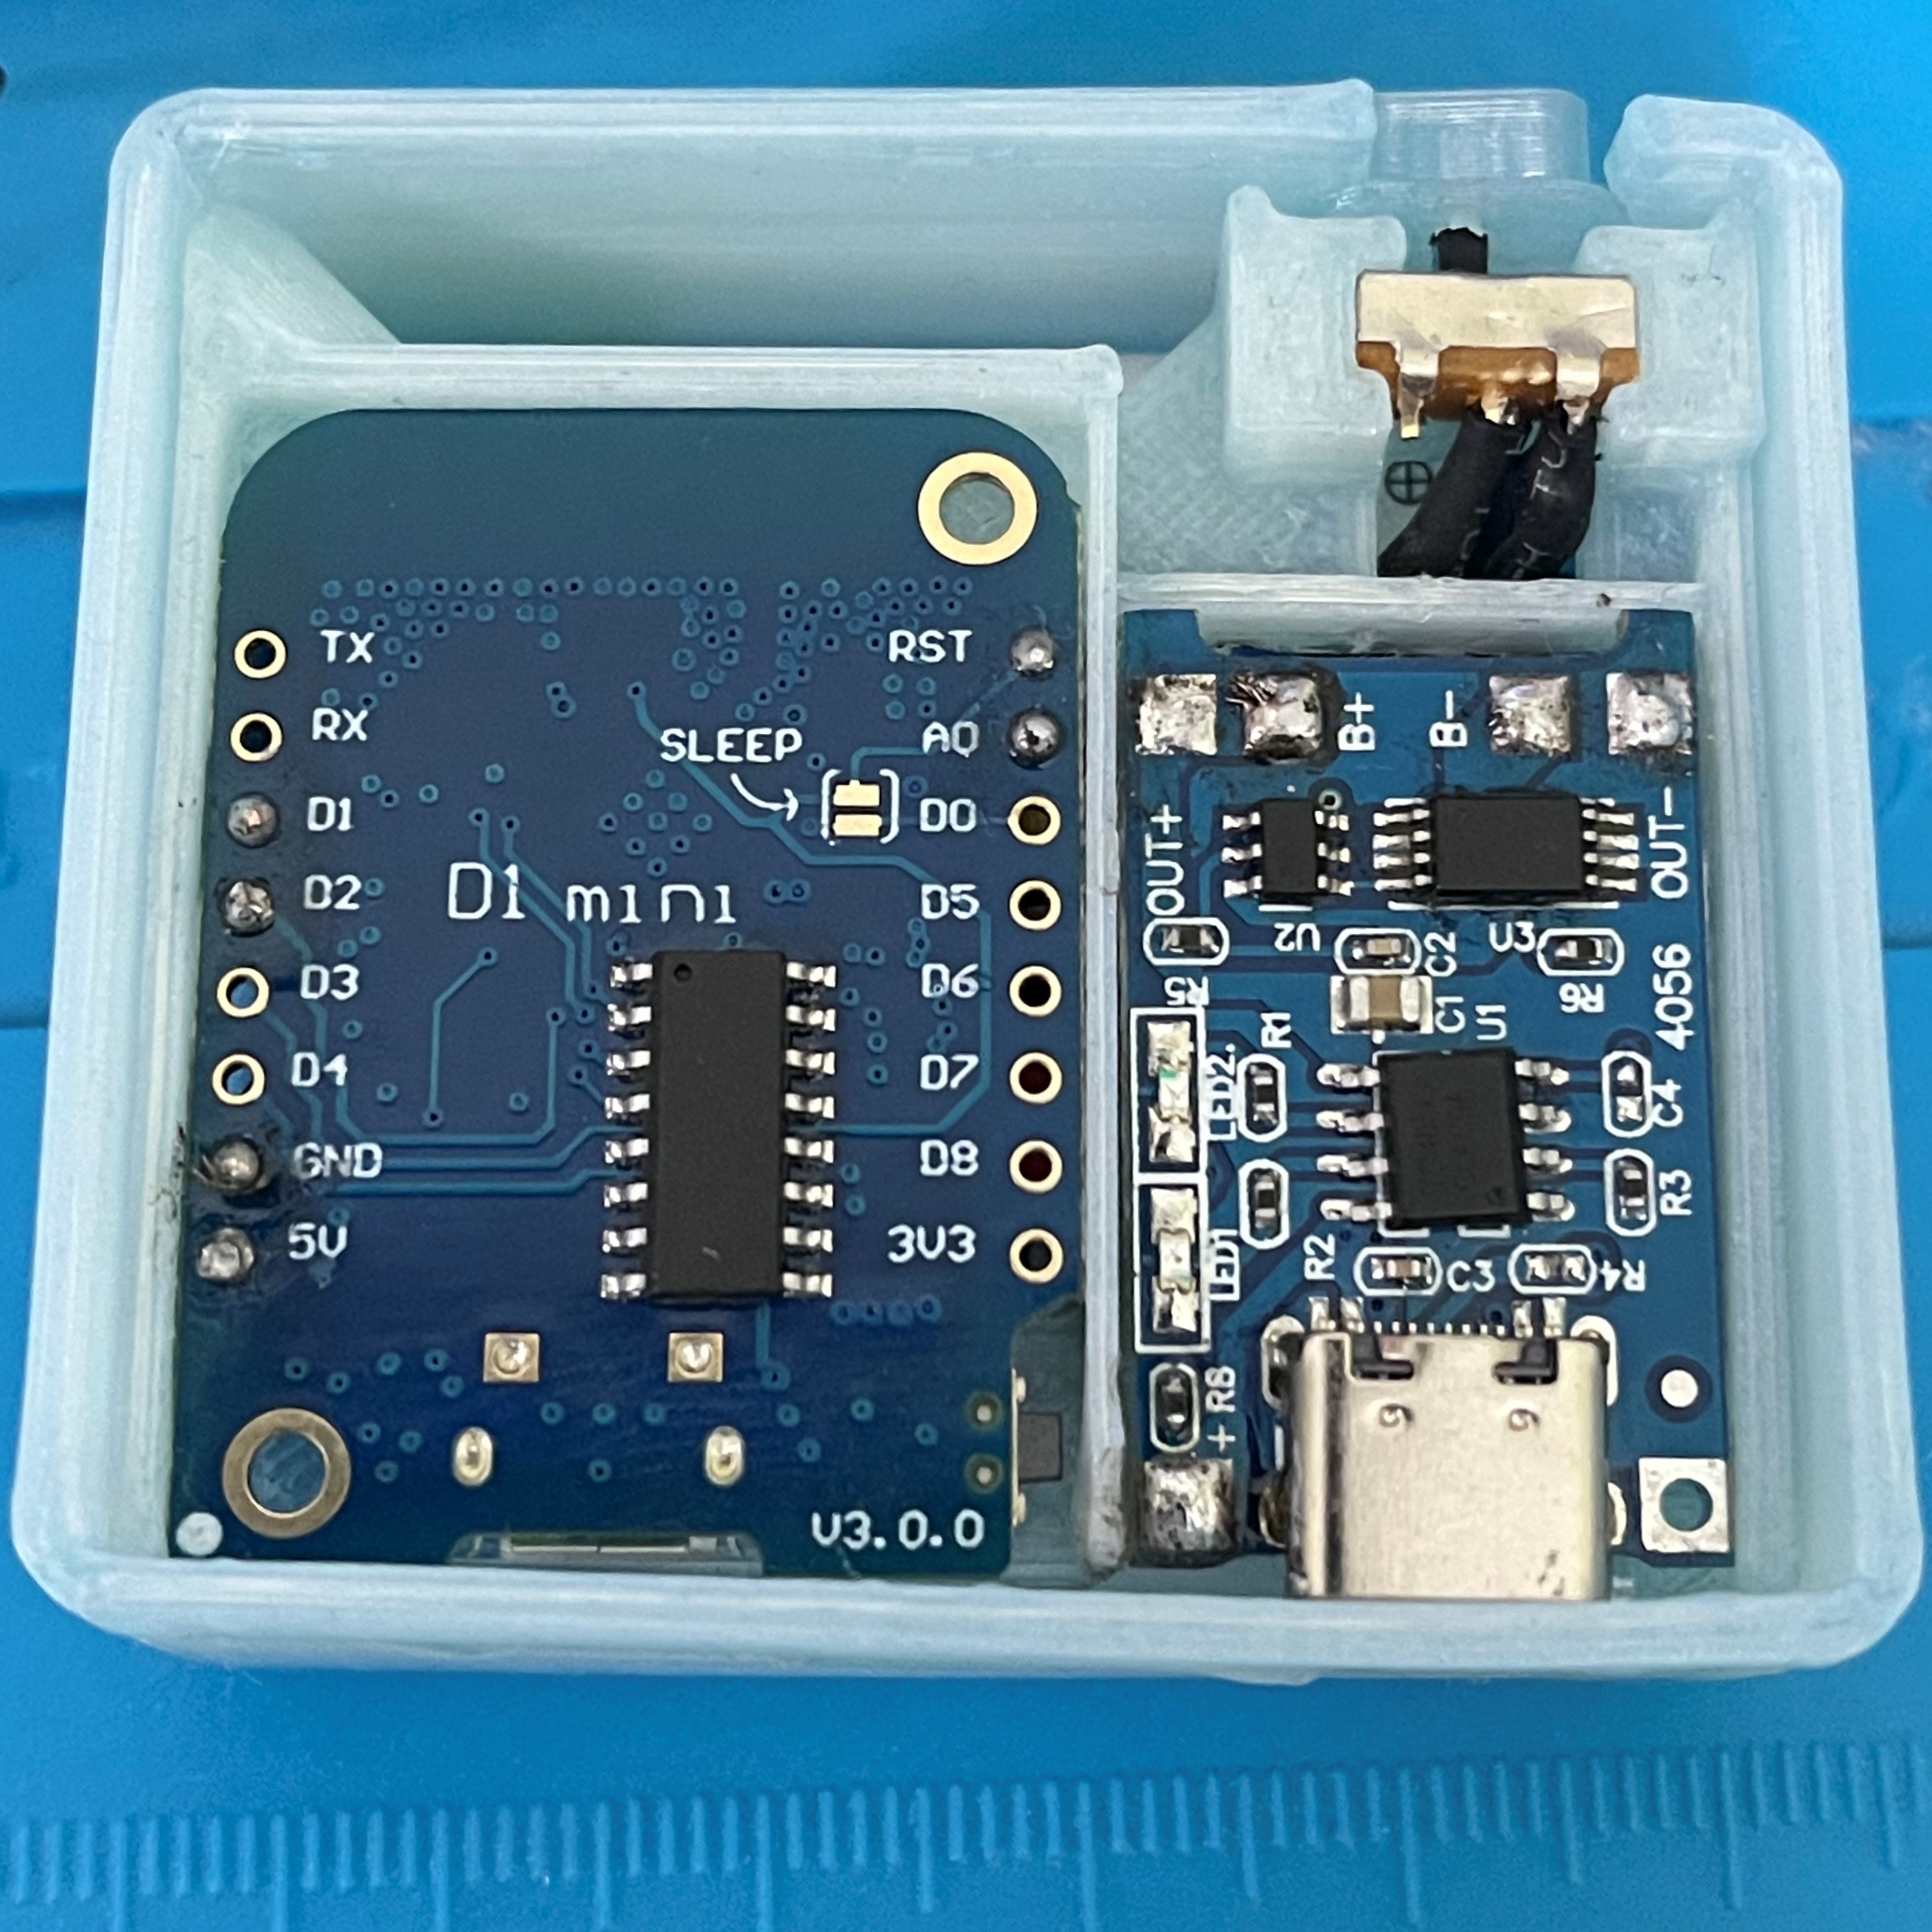 TX
RX
D1
D2
D3
D4
GND
5V
RST
A0
D0
D5
D6
D7
D8
3V3
SLEEP
D1 mini
V3.0.0
B+
B-
OUT+
OUT-
U2
C2
U3
R5
C1
R6
4056
U1
R1
LED2.
C4
R3
LED1
R2
C3
R4
R8
+